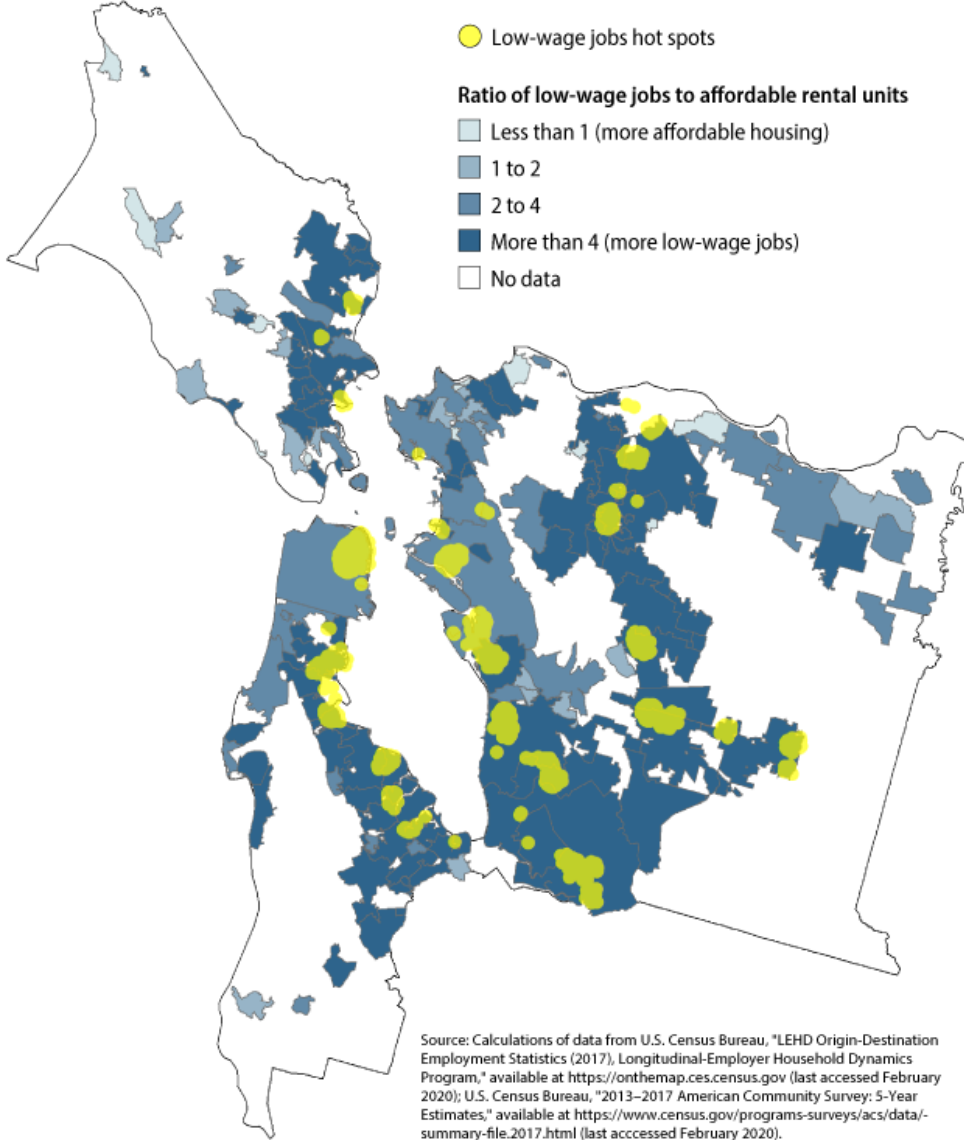 Low-wage jobs hot spots
Ratio of low-wage jobs to affordable rental units
Less than 1 (more affordable housing)
1 to 2
2 to 4
More than 4 (more low-wage jobs)
No data
Source: Calculations of data from U.S. Census Bureau, "LEHD Origin-Destination
Employment Statistics (2017), Longitudinal-Employer Household Dynamics
Program," available at https://onthemap.ces.census.gov (last accessed February
2020); U.S. Census Bureau, "2013–2017 American Community Survey: 5-Year
Estimates," available at https://www.census.gov/programs-surveys/acs/data/-
summary-file.2017.html (last acccessed February 2020).